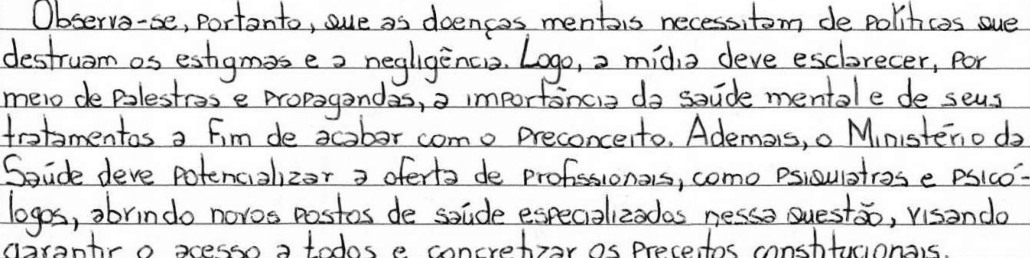 Observa-se, portanto, que as doenças mentais necessitam de políticas que
destruam os estigmas e a negligência. Logo, a mídia deve esclarecer, por
meio de palestras e propagandas, a importância da saúde mental e de seus
tratamentos a fim de acabar com o preconceito. Ademais, o Ministério da
Saúde deve potencializar a oferta de profissionais, como psiquiatras e psicó-
logos, abrindo novos postos de saúde especializados nessa questão, visando
garantir o acesso a todos e concretizar os preceitos constitucionais.